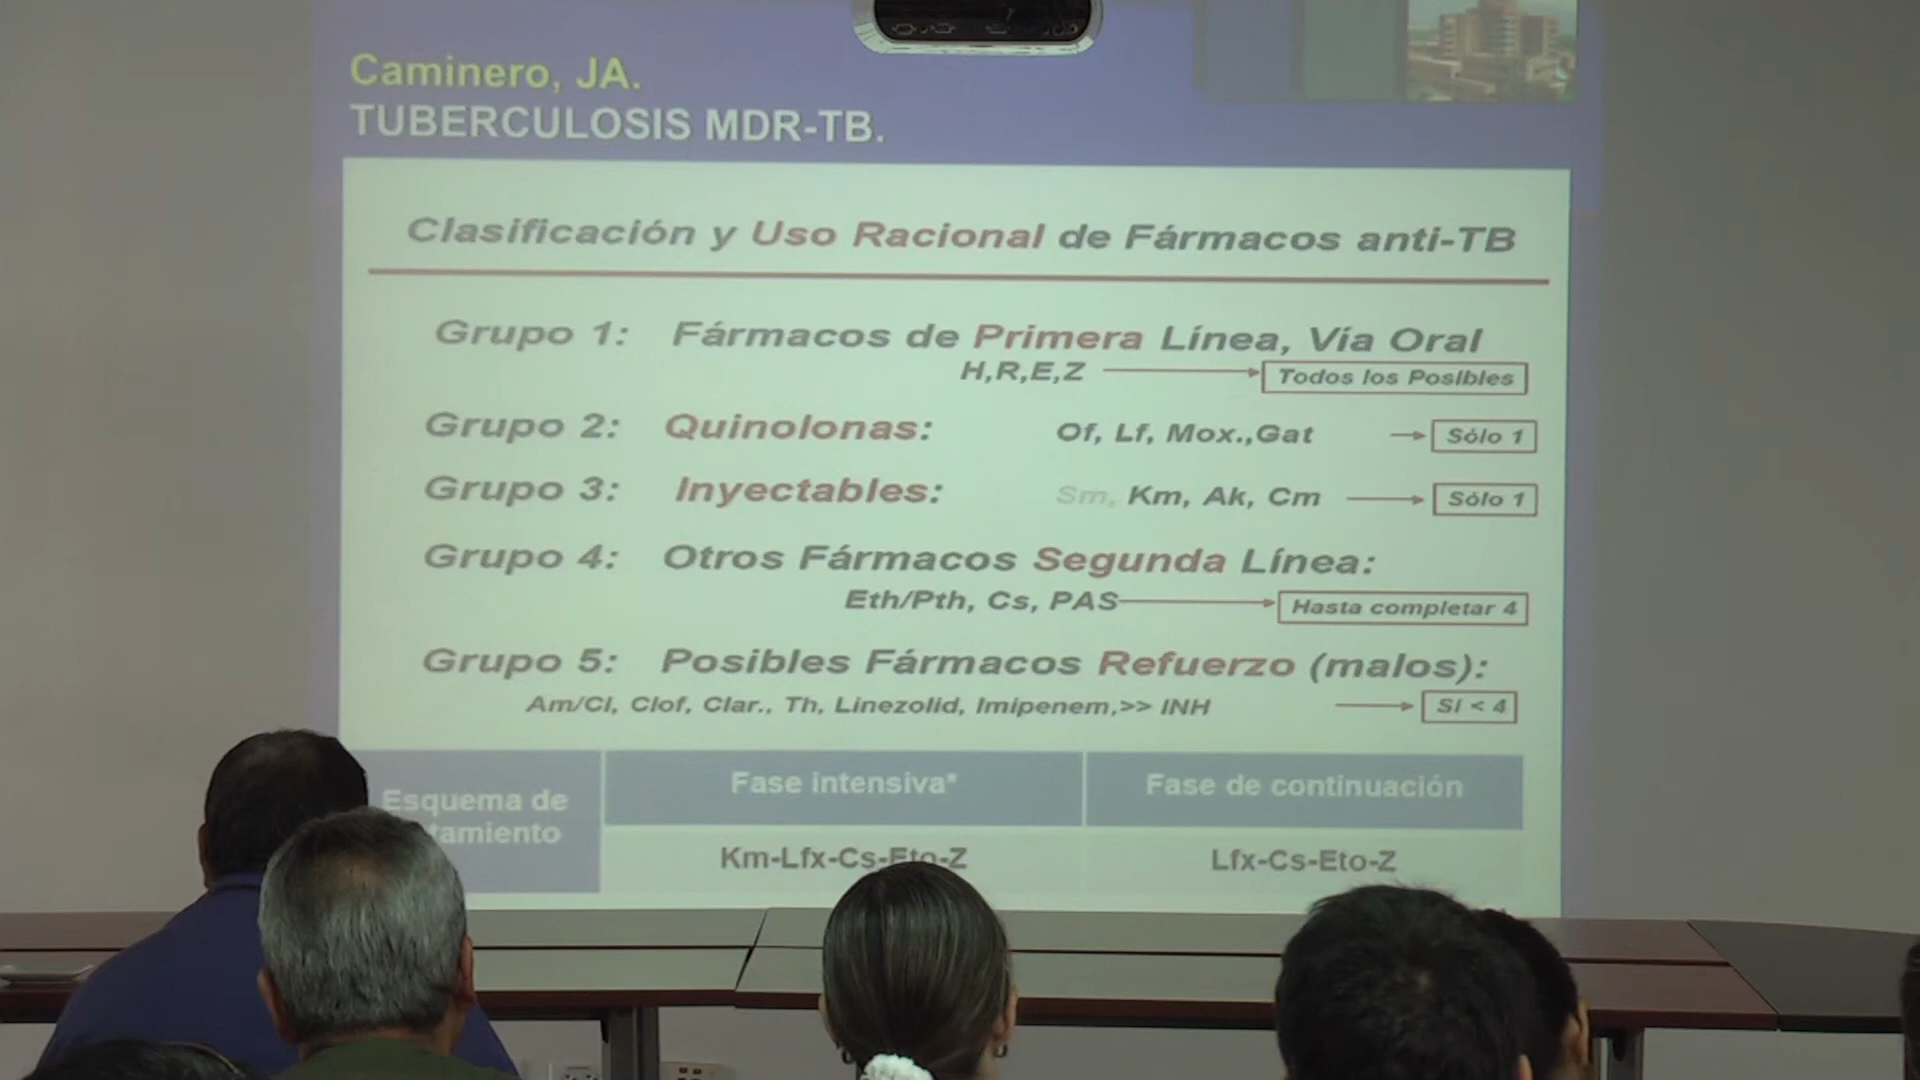 Caminero, JA.
TUBERCULOSIS MDR-TB.
Clasificación y Uso Racional de Fármacos anti-TB
Grupo 1: Fármacos de Primera Línea, Vía Oral
H,R,E,Z Todos los Posibles
Grupo 2: Quinolonas: Of, Lf, Mox.,Gat Sólo 1
Grupo 3: Inyectables: Sm, Km, Ak, Cm Sólo 1
Grupo 4: Otros Fármacos Segunda Línea:
Eth/Pth, Cs, PAS Hasta completar 4
Grupo 5: Posibles Fármacos Refuerzo (malos):
Am/Cl, Clof, Clar., Th, Linezolid, Imipenem,>> INH Si < 4
Esquema de
tamiento
Fase intensiva* Fase de continuación
Km-Lfx-Cs-Eto-Z Lfx-Cs-Eto-Z